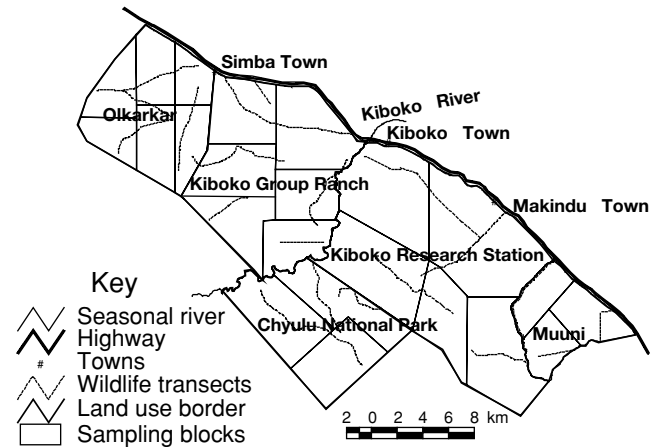 Simba Town
Kiboko River
Olkarkar
Kiboko Town
Kiboko Group Ranch
Makindu Town
Kiboko Research Station
Key
Seasonal river
Highway
Chyulu National Park
Muuni
# Towns
Wildlife transects
Land use border
Sampling blocks
2 0 2 4 6 8 km